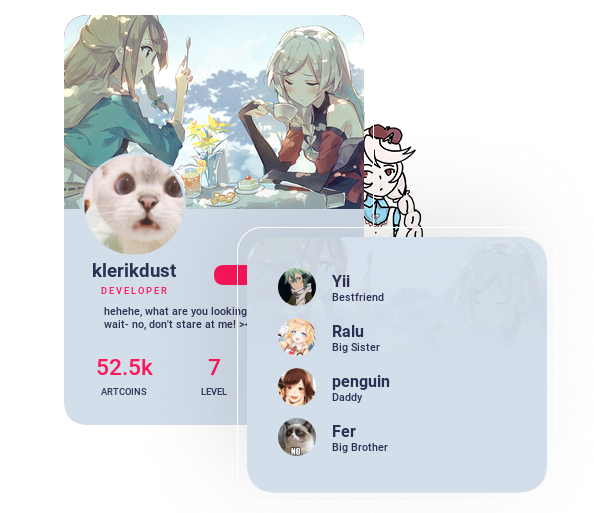 klerikdust
DEVELOPER
hehehe, what are you looking
wait- no, don't stare at me! >
52.5k
7
ARTCOINS
LEVEL
Yii
Bestfriend
Ralu
Big Sister
penguin
Daddy
Fer
Big Brother
NO.